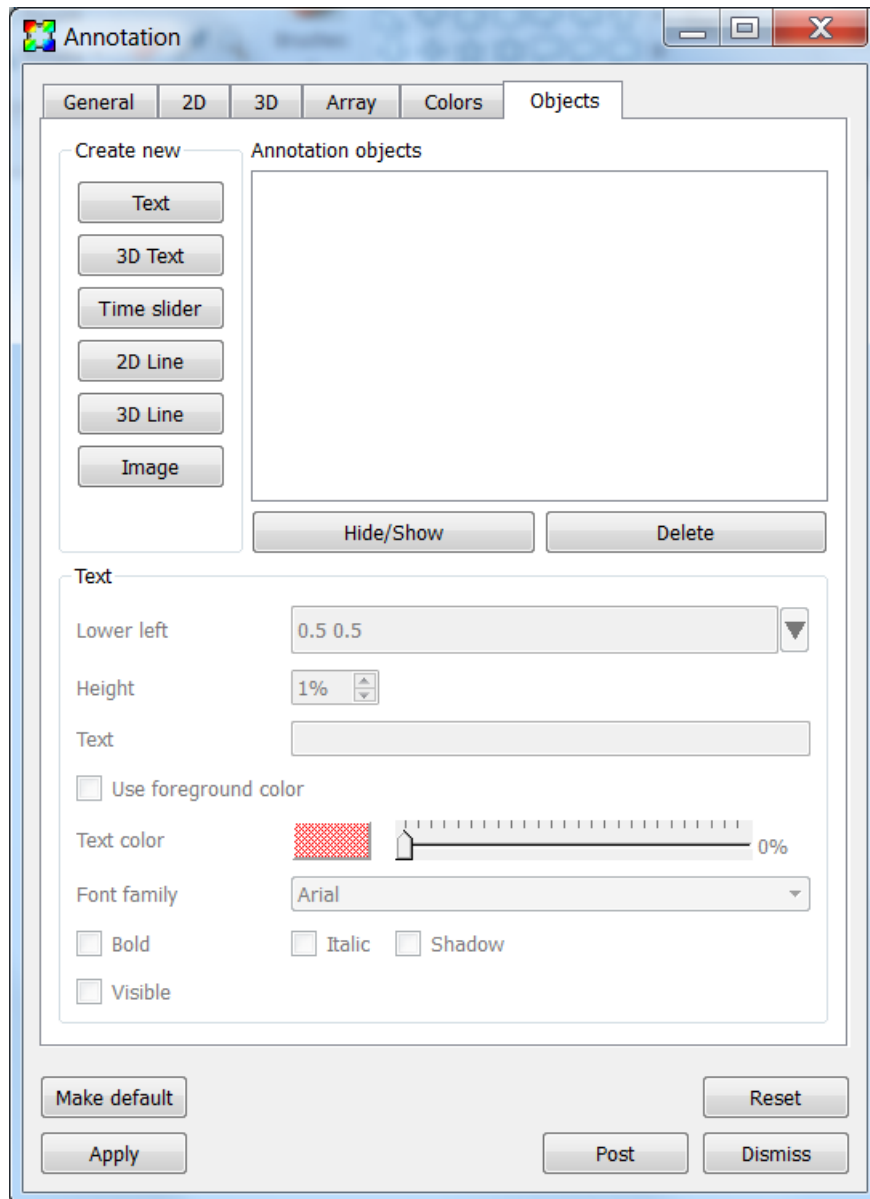 Annotation
Brushes
General 2D 3D Array Colors Objects
Create new
Annotation objects
Text
3D Text
Time slider
2D Line
3D Line
Image
Hide/Show Delete
Text
Lower left 0.5 0.5
Height 1%
Text
Use foreground color
Text color 0%
Font family Arial
Bold Italic Shadow
Visible
Make default Reset
Apply Post Dismiss